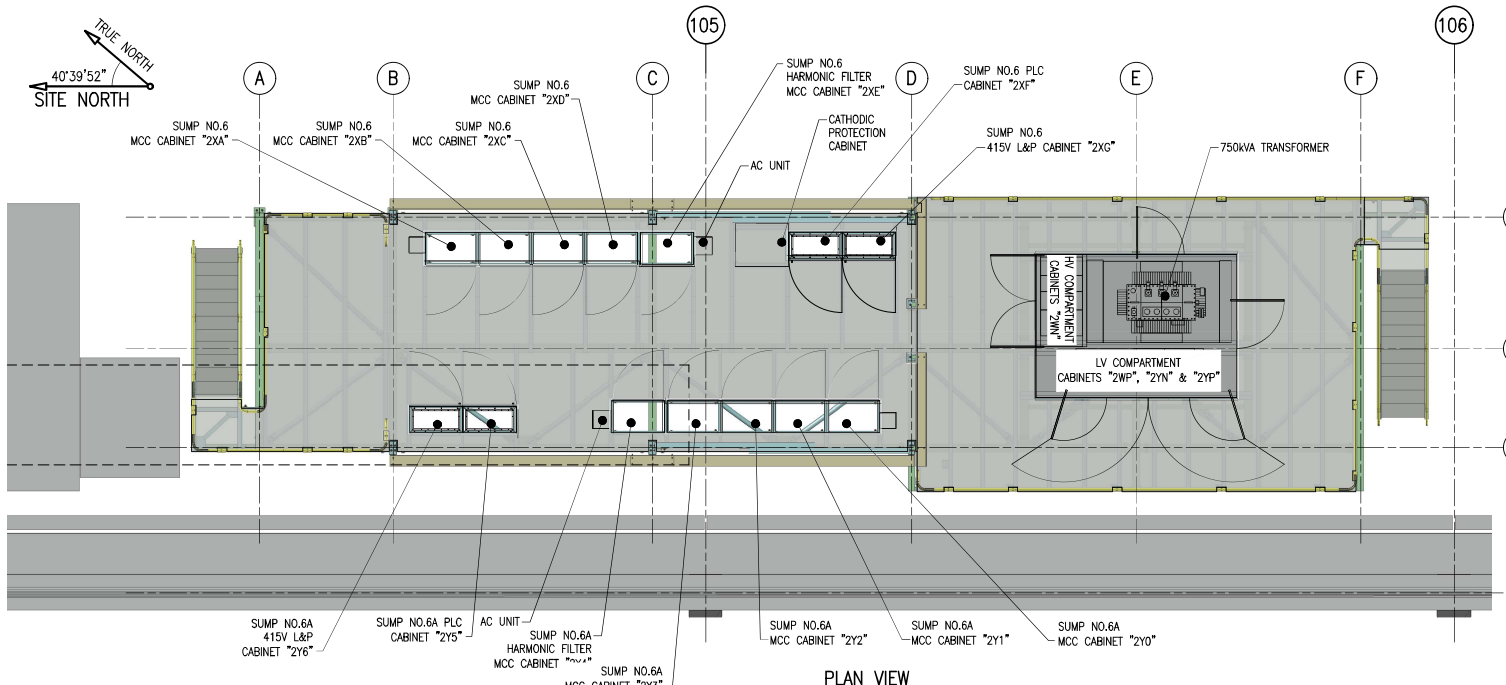 105
106
TRUE NORTH
40°39'52"
SITE NORTH
A
B
C
D
E
F
SUMP NO.6
MCC CABINET "2XA"
SUMP NO.6
MCC CABINET "2XB"
SUMP NO.6
MCC CABINET "2XC"
SUMP NO.6
MCC CABINET "2XD"
SUMP NO.6
HARMONIC FILTER
MCC CABINET "2XE"
AC UNIT
CATHODIC
PROTECTION
CABINET
SUMP NO.6 PLC
CABINET "2XF"
SUMP NO.6
415V L&P CABINET "2XG"
750kVA TRANSFORMER
HV COMPARTMENT
CABINETS "2WN"
LV COMPARTMENT
CABINETS "2WP", "2YN" & "2YP"
SUMP NO.6A
415V L&P
CABINET "2Y6"
SUMP NO.6A PLC
CABINET "2Y5"
AC UNIT
SUMP NO.6A
HARMONIC FILTER
MCC CABINET
SUMP NO.6A
MCC CABINET "2Y3"
SUMP NO.6A
MCC CABINET "2Y2"
SUMP NO.6A
MCC CABINET "2Y1"
SUMP NO.6A
MCC CABINET "2Y0"
PLAN VIEW